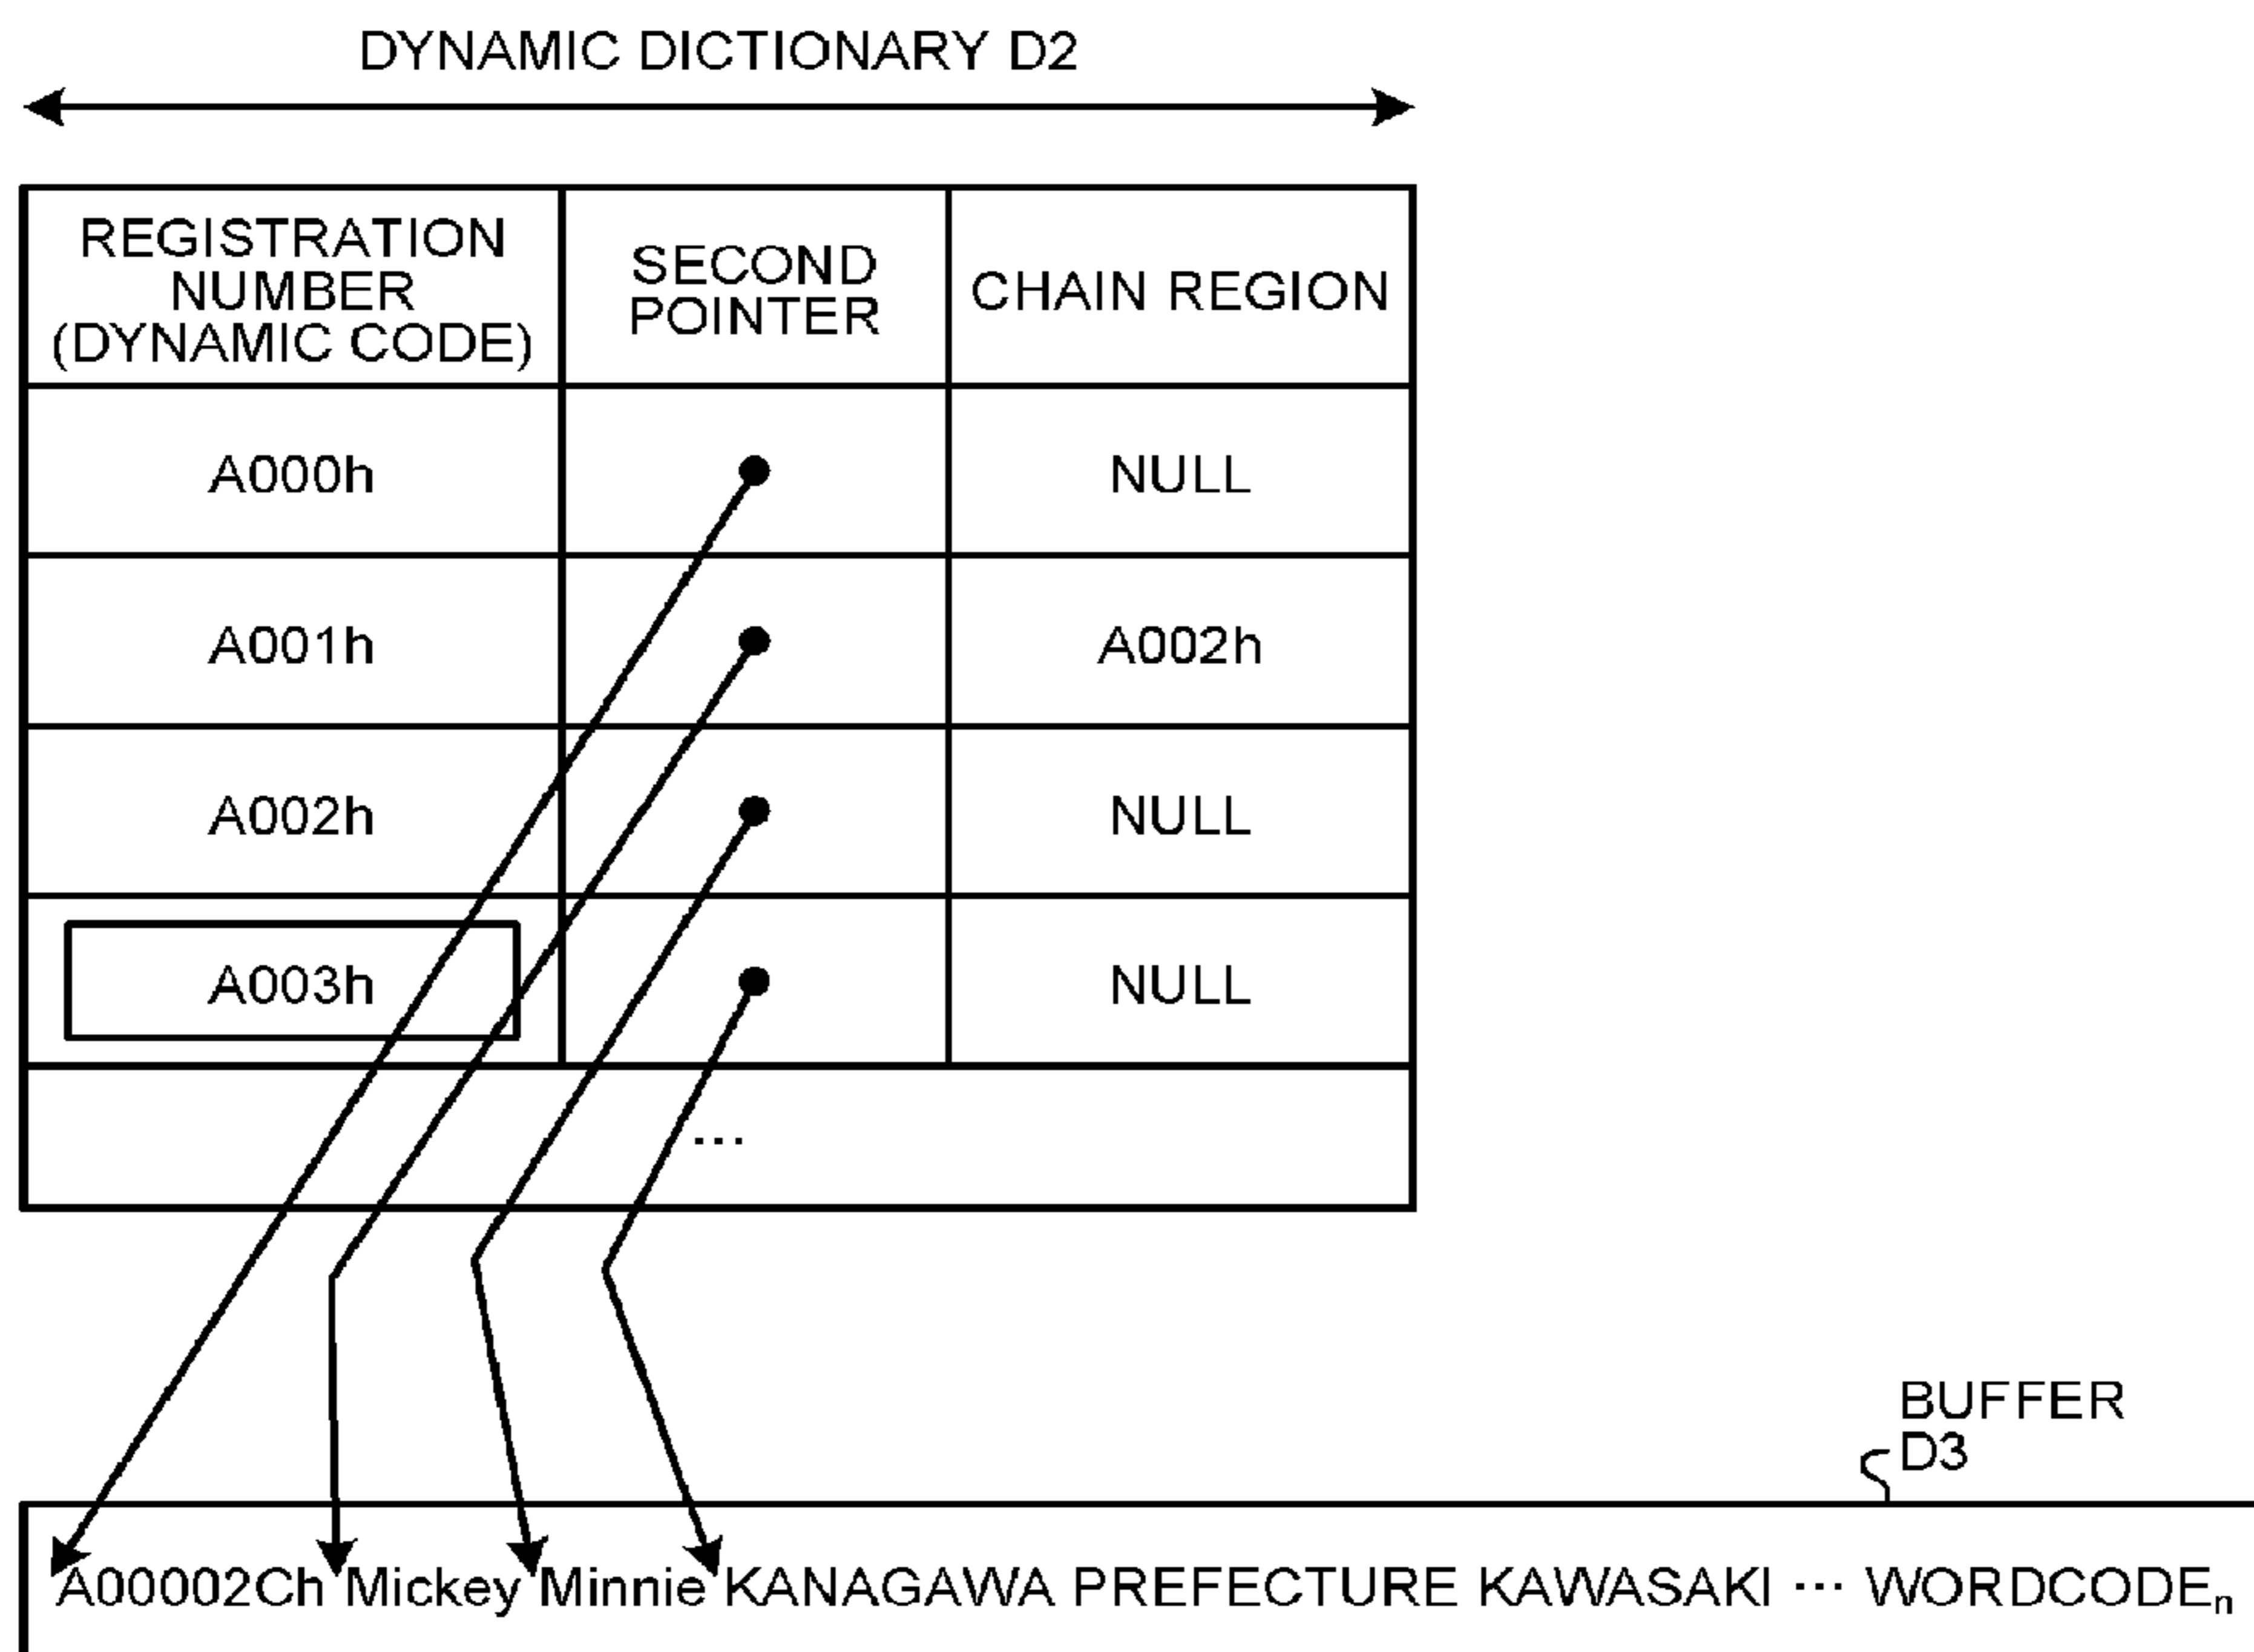 DYNAMIC DICTIONARY D2
REGISTRATION
NUMBER
(DYNAMIC CODE)
SECOND
POINTER
CHAIN REGION
A000h
NULL
A001h
A002h
A002h
NULL
A003h
NULL
...
BUFFER
D3
A00002Ch Mickey Minnie KANAGAWA PREFECTURE KAWASAKI ... WORDCODEn